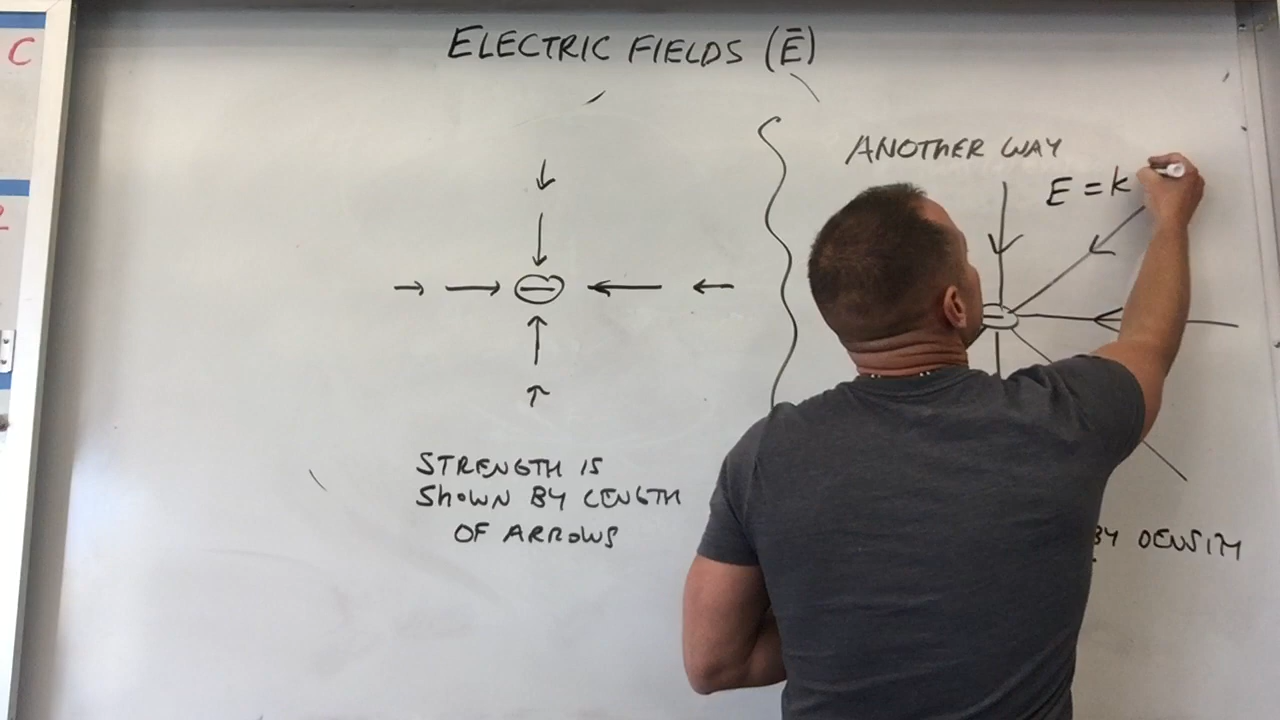 C
ELECTRIC FIELDS (E̅)
ANOTHER WAY
E = k
STRENGTH IS
SHOWN BY LENGTH
OF ARROWS
BY DENSITY